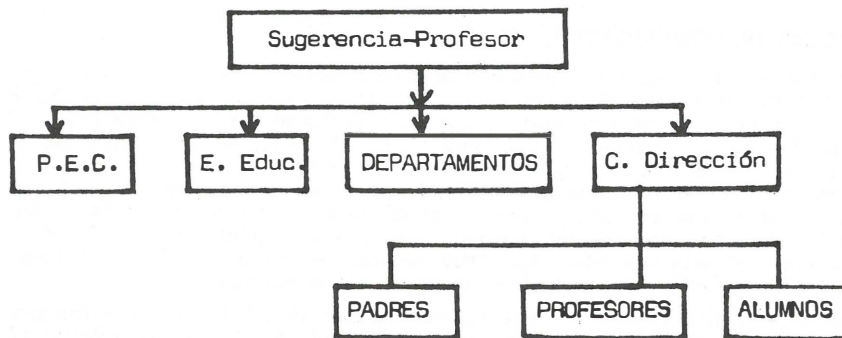 Sugerencia-Profesor
P.E.C. E. Educ. DEPARTAMENTOS C. Dirección
PADRES PROFESORES ALUMNOS